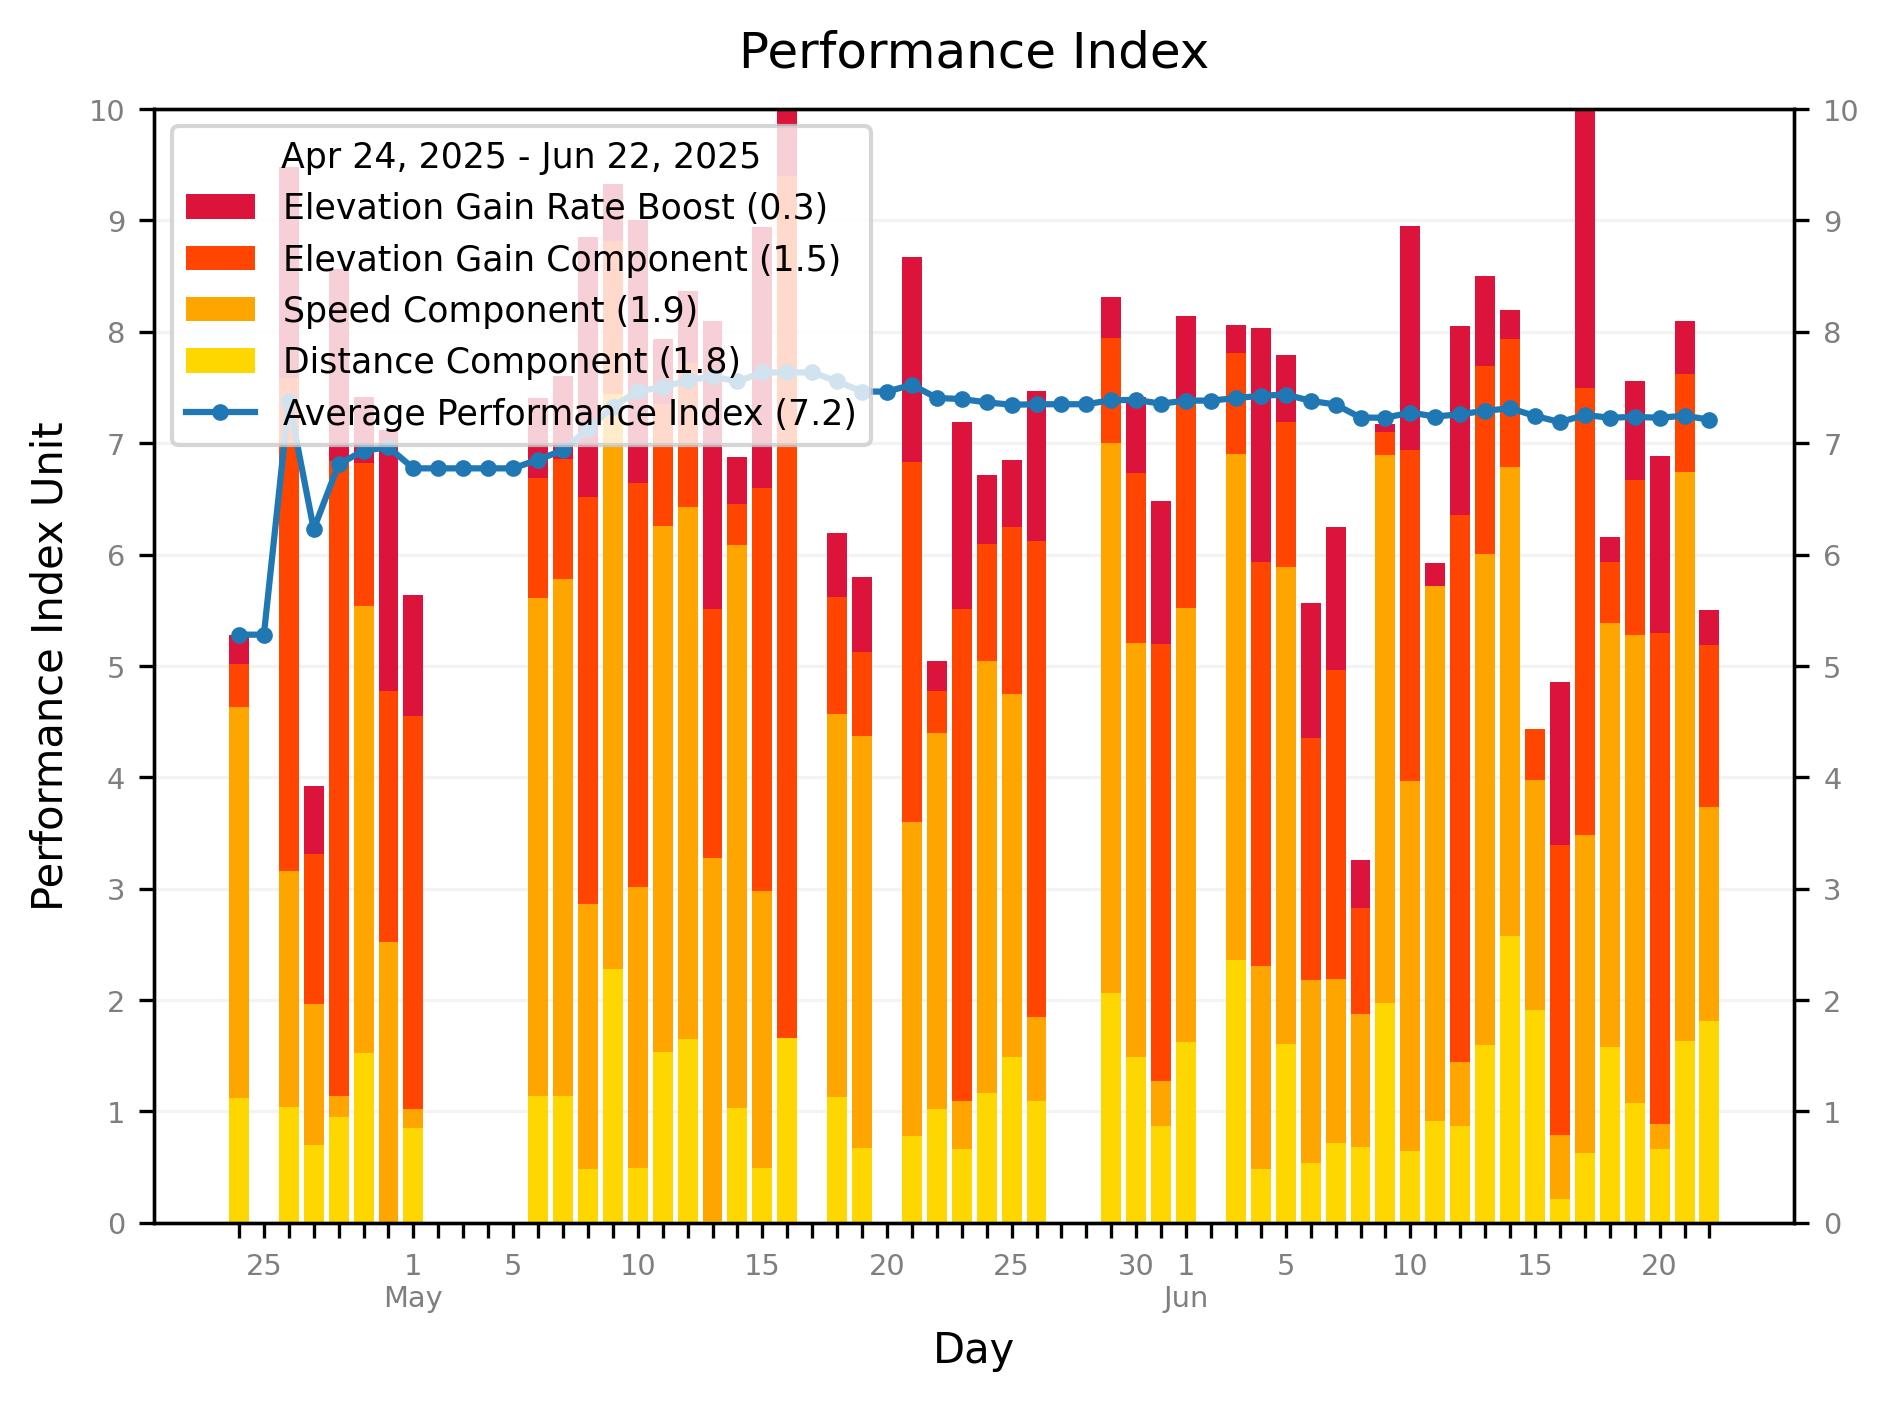 Performance Index
Apr 24, 2025 - Jun 22, 2025
Elevation Gain Rate Boost (0.3)
Elevation Gain Component (1.5)
Speed Component (1.9)
Distance Component (1.8)
Average Performance Index (7.2)
Performance Index Unit
10
9
8
7
6
5
4
3
2
1
0
10
9
8
7
6
5
4
3
2
1
0
25 1 5 10 15 20 25 30 1 5 10 15 20
May Jun
Day